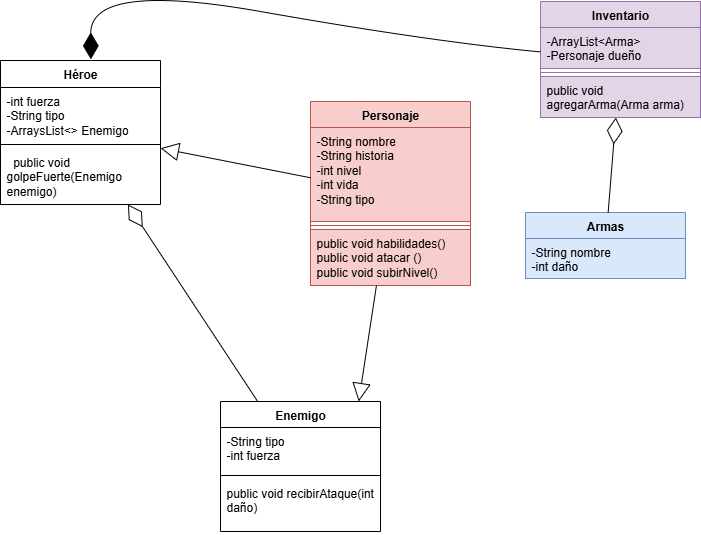 Inventario
-ArrayList<Arma>
-Personaje dueño
public void
agregarArma(Arma arma)
Héroe
-int fuerza
-String tipo
-ArraysList<> Enemigo
public void
golpeFuerte(Enemigo
enemigo)
Personaje
-String nombre
-String historia
-int nivel
-int vida
-String tipo
public void habilidades()
public void atacar ()
public void subirNivel()
Armas
-String nombre
-int daño
Enemigo
-String tipo
-int fuerza
public void recibirAtaque(int
daño)